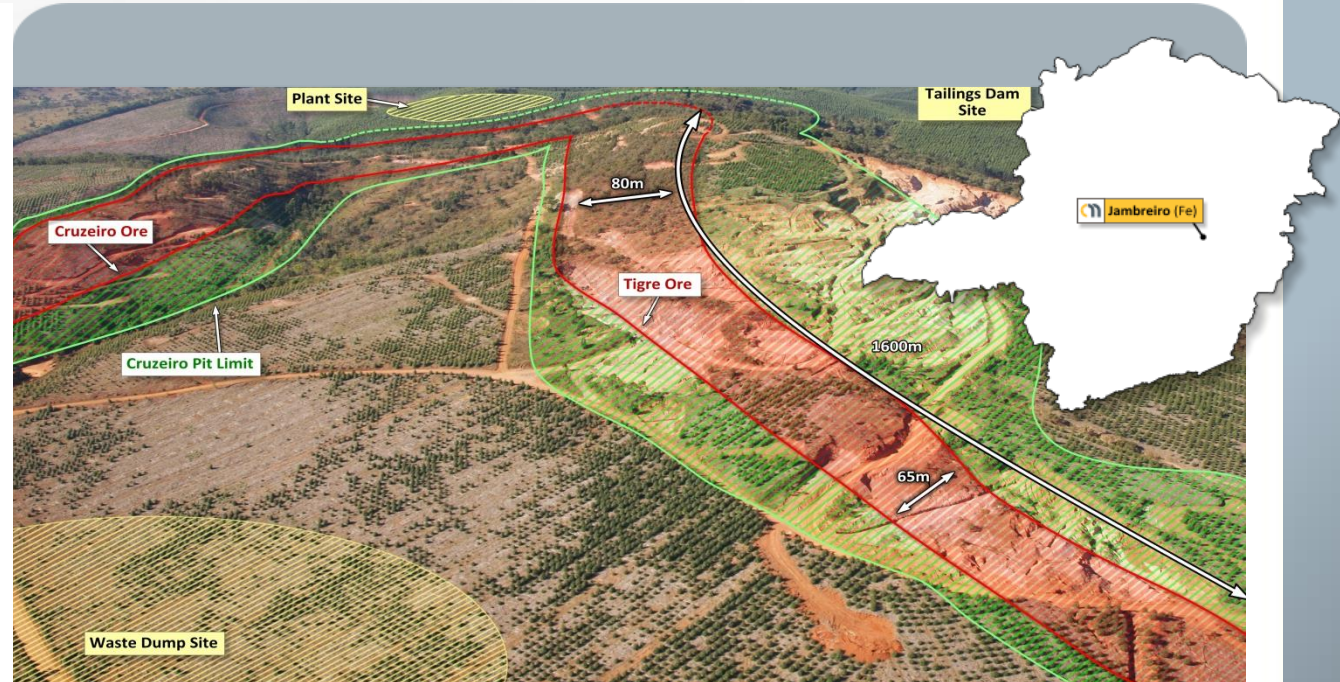 Plant Site
Tailings Dam
Site
80m
Jambreiro (Fe)
Cruzeiro Ore
Tigre Ore
1600m
Cruzeiro Pit Limit
65m
Waste Dump Site